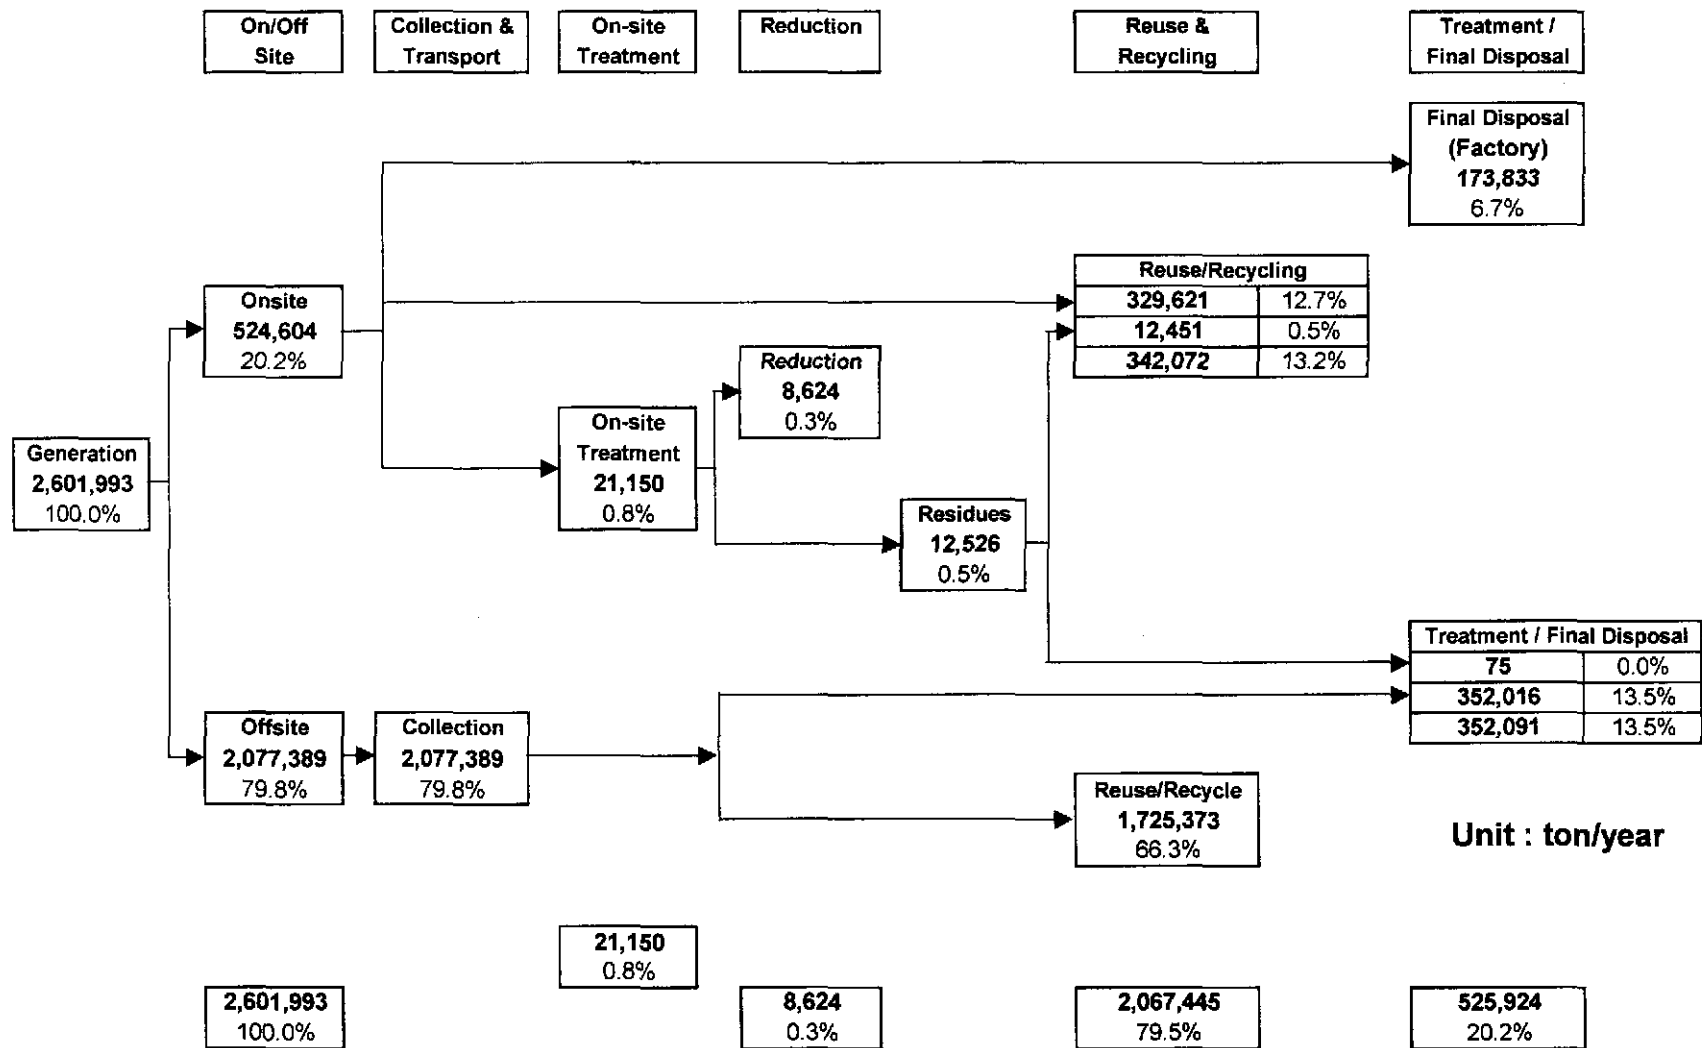 On/Off
Site
Collection &
Transport
On-site
Treatment
Reduction
Reuse &
Recycling
Treatment /
Final Disposal
Final Disposal
(Factory)
173,833
6.7%
Reuse/Recycling
329,621 12.7%
12,451 0.5%
342,072 13.2%
Onsite
524,604
20.2%
Reduction
8,624
0.3%
On-site
Treatment
21,150
0.8%
Generation
2,601,993
100.0%
Residues
12,526
0.5%
Treatment / Final Disposal
75 0.0%
352,016 13.5%
352,091 13.5%
Offsite
2,077,389
79.8%
Collection
2,077,389
79.8%
Reuse/Recycle
1,725,373
66.3%
Unit : ton/year
21,150
0.8%
2,601,993
100.0%
8,624
0.3%
2,067,445
79.5%
525,924
20.2%